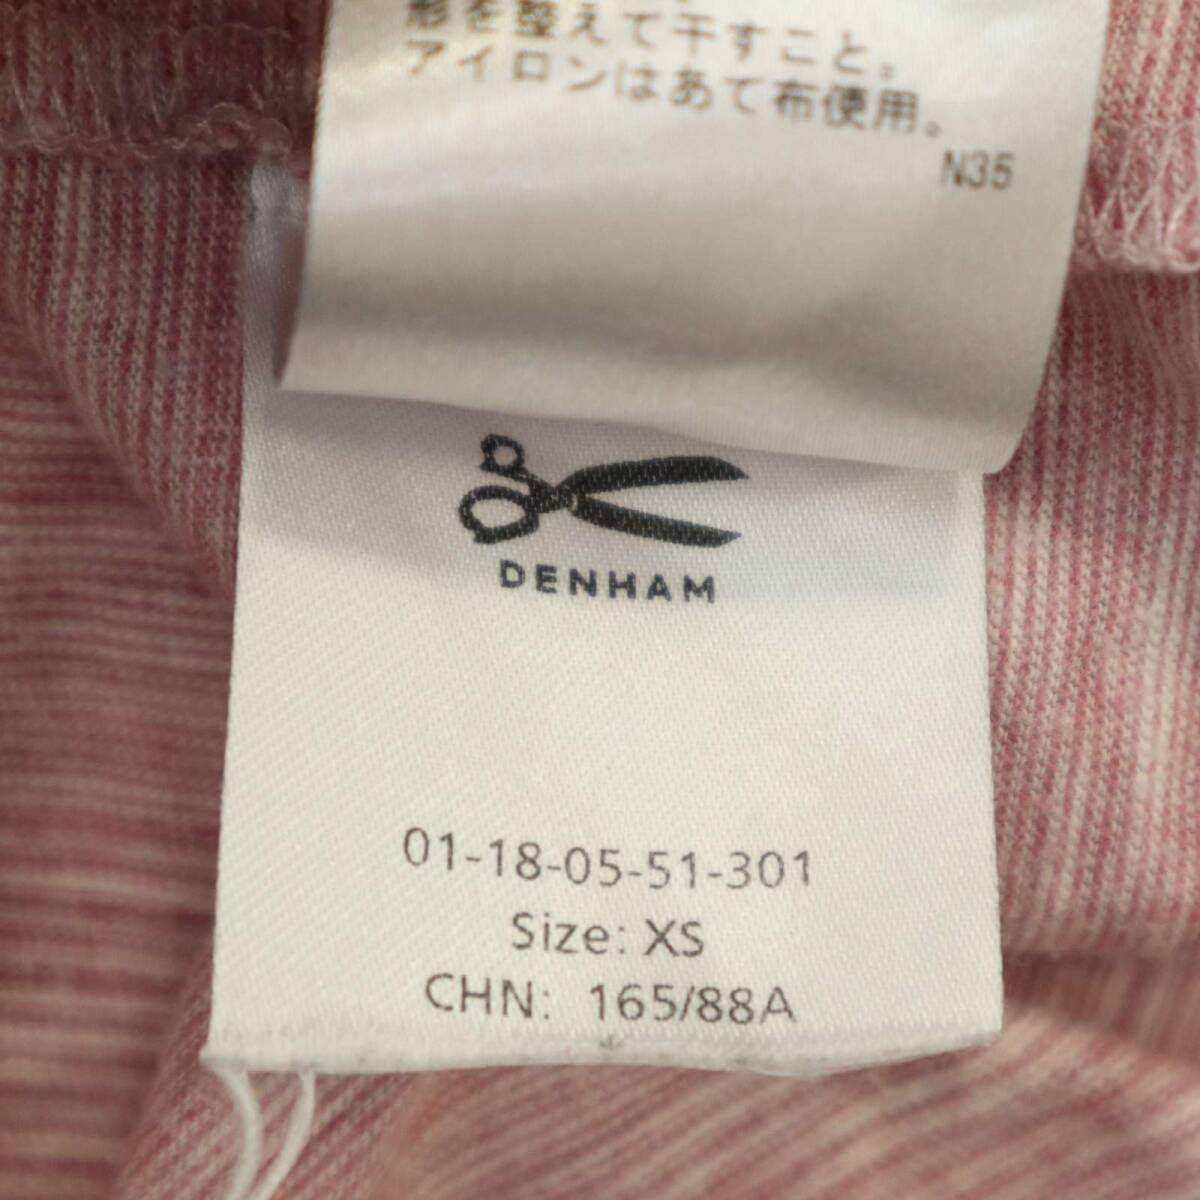 形を整えて干すこと。
アイロンはあて布使用。
N35
DENHAM
01-18-05-51-301
Size: XS
CHN: 165/88A